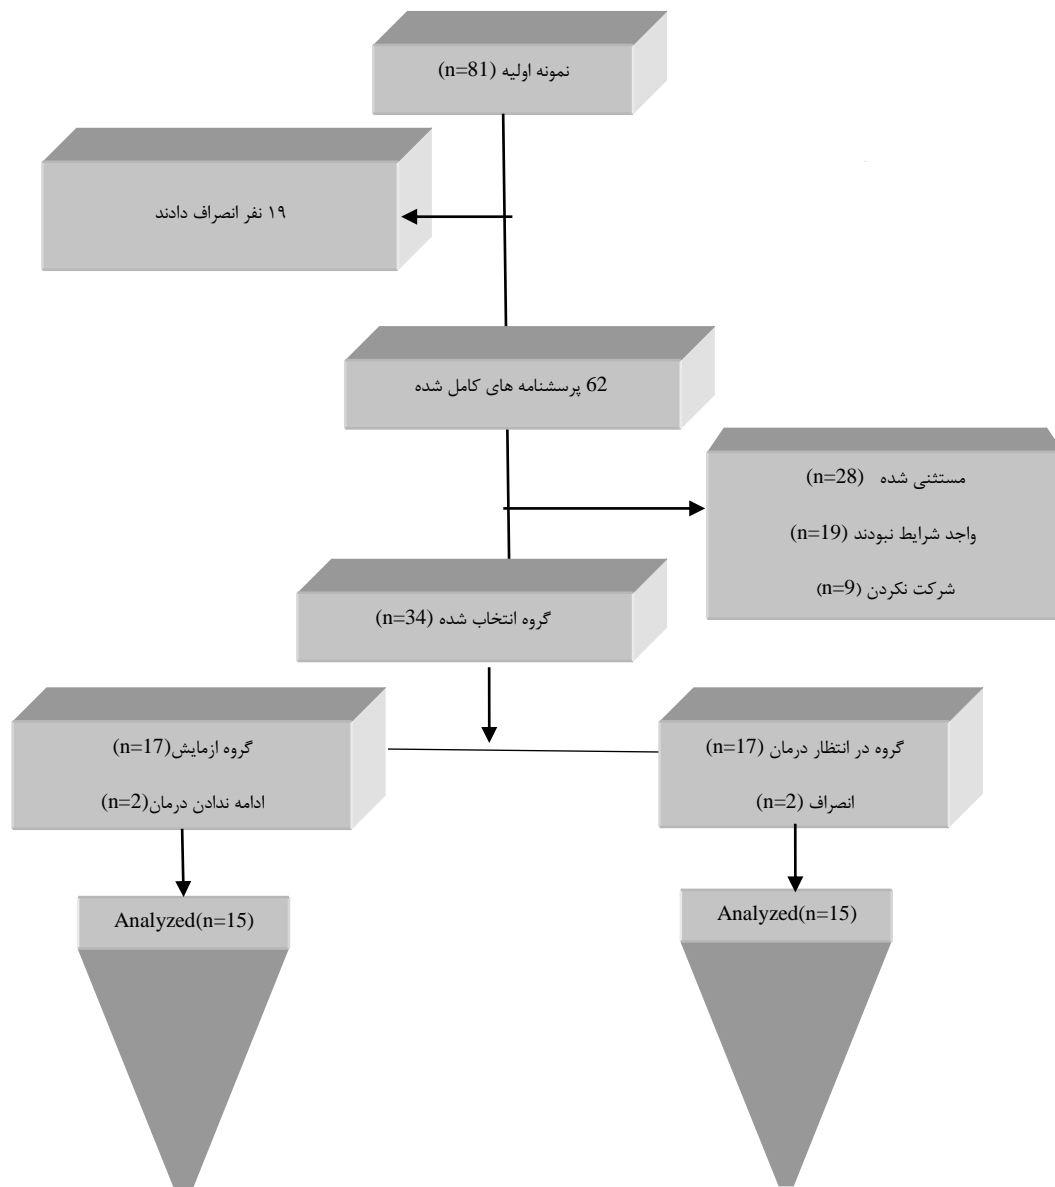 نمونه اولیه (n=81)
۱۹ نفر انصراف دادند
62 پرسشنامه های کامل شده
مستثنی شده (n=28)
واجد شرایط نبودند (n=19)
شرکت نکردن (n=9)
گروه انتخاب شده (n=34)
گروه در انتظار درمان (n=17)
انصراف (n=2)
گروه ازمایش(n=17)
ادامه ندادن درمان(n=2)
Analyzed(n=15)
Analyzed(n=15)